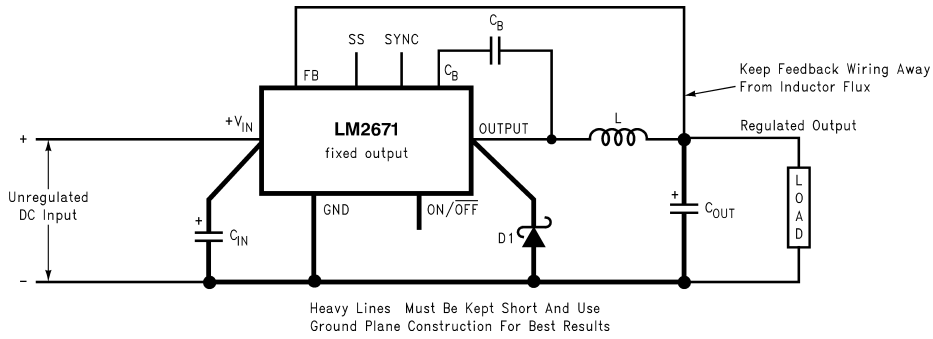 C_B
SS SYNC
FB C_B
Keep Feedback Wiring Away
From Inductor Flux
+V_IN
LM2671
fixed output
OUTPUT
L
Regulated Output
+
Unregulated
DC Input
-
+
C_IN
GND
ON/O̅F̅F̅
D1
+
C_OUT
LOAD
Heavy Lines Must Be Kept Short And Use
Ground Plane Construction For Best Results